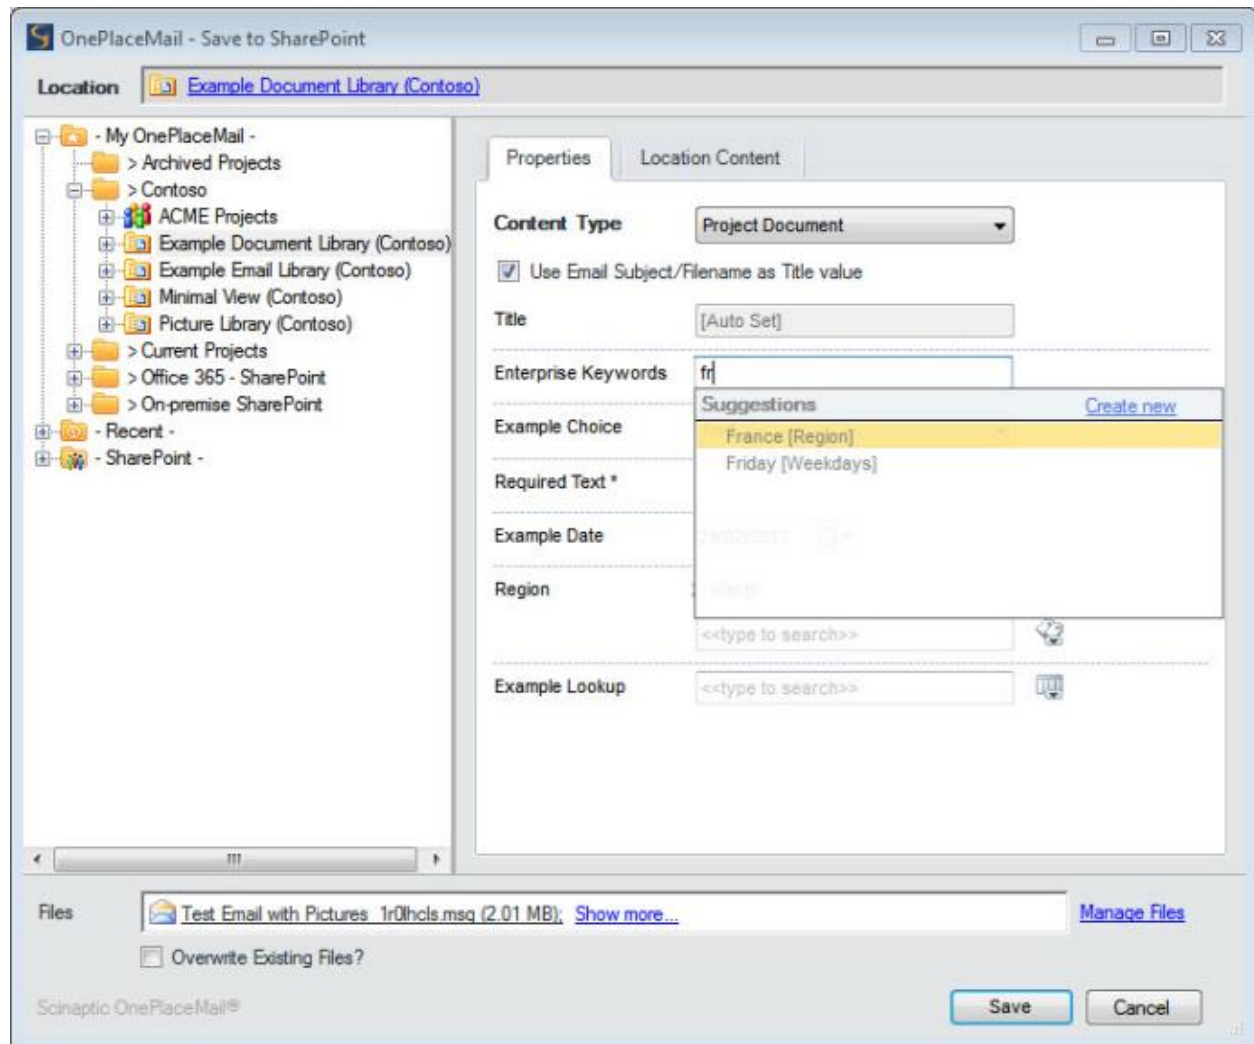 OnePlaceMail - Save to SharePoint
Location Example Document Library (Contoso)
- My OnePlaceMail -
> Archived Projects
> Contoso
ACME Projects
Example Document Library (Contoso)
Example Email Library (Contoso)
Minimal View (Contoso)
Picture Library (Contoso)
> Current Projects
> Office 365 - SharePoint
> On-premise SharePoint
- Recent -
- SharePoint -
Properties Location Content
Content Type Project Document
Use Email Subject/Filename as Title value
Title [Auto Set]
Enterprise Keywords fr
Suggestions Create new
Example Choice France [Region]
Friday [Weekdays]
Required Text *
Example Date
Region
<<type to search>>
Example Lookup <<type to search>>
Files Test Email with Pictures_1r0lhcls.msg (2.01 MB); Show more... Manage Files
Overwrite Existing Files?
Scinaptic OnePlaceMail® Save Cancel